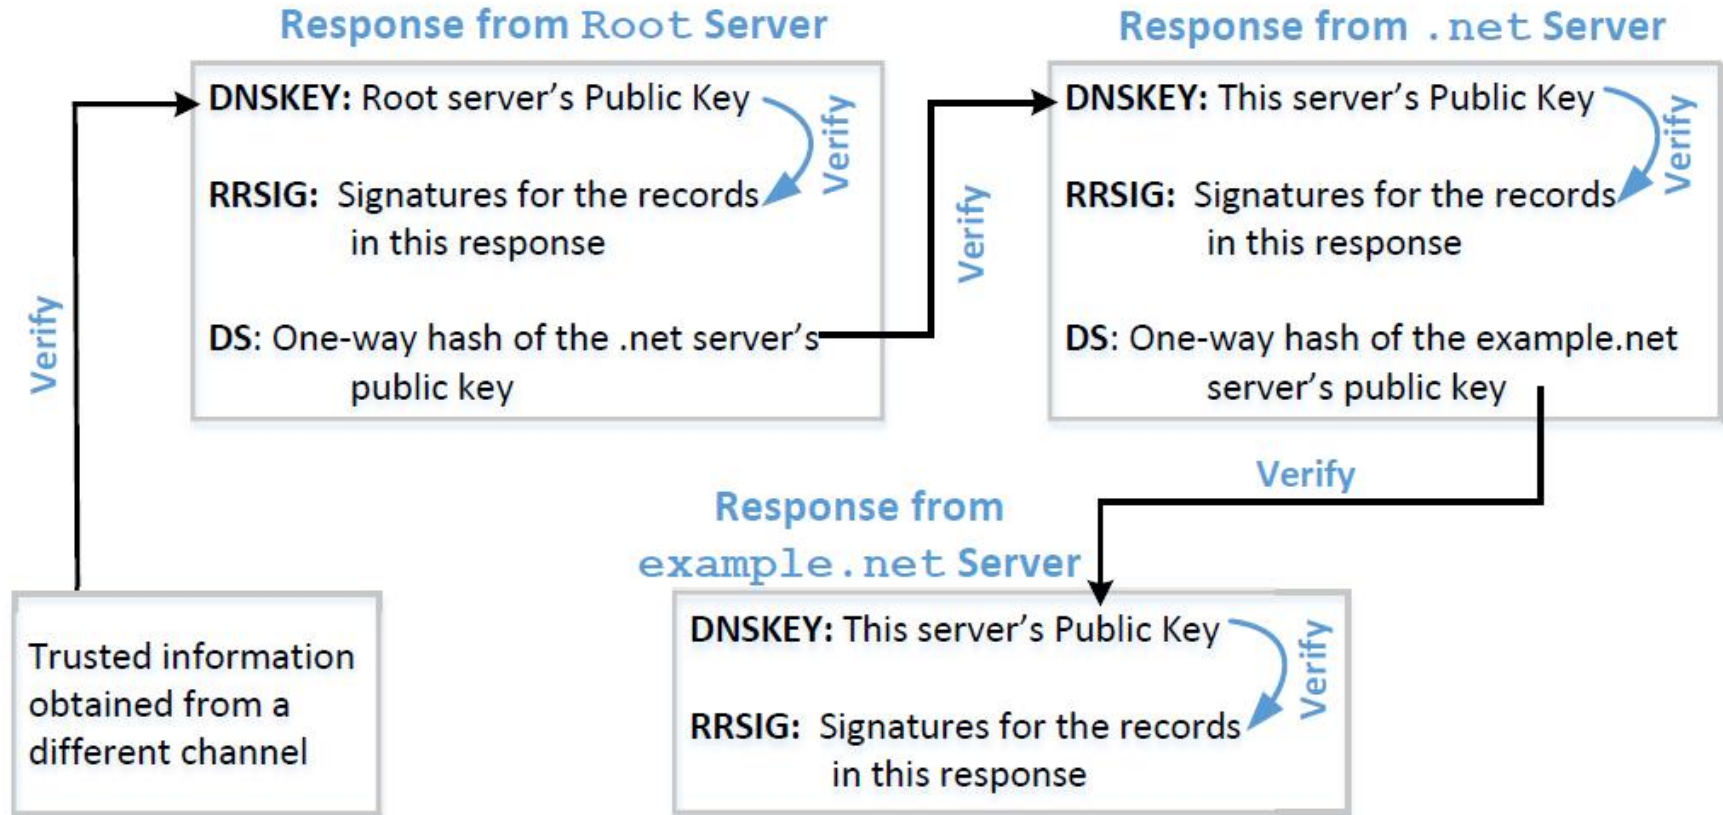 Response from Root Server
DNSKEY: Root server's Public Key
Verify
RRSIG: Signatures for the records
in this response
DS: One-way hash of the .net server's
public key
Verify
Verify
Response from .net Server
DNSKEY: This server's Public Key
Verify
RRSIG: Signatures for the records
in this response
DS: One-way hash of the example.net
server's public key
Verify
Response from
example.net Server
DNSKEY: This server's Public Key
Verify
RRSIG: Signatures for the records
in this response
Trusted information
obtained from a
different channel